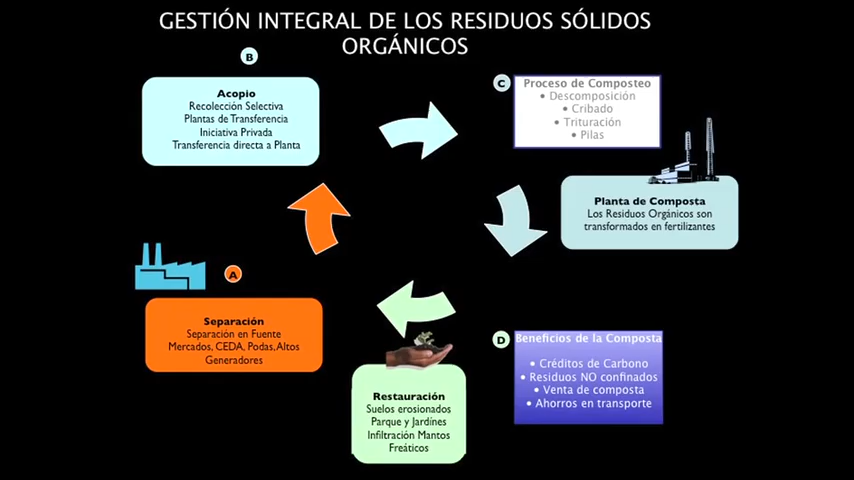 GESTIÓN INTEGRAL DE LOS RESIDUOS SÓLIDOS
ORGÁNICOS
B
Acopio
Recolección Selectiva
Plantas de Transferencia
Iniciativa Privada
Transferencia directa a Planta
C
Proceso de Composteo
• Descomposición
• Cribado
• Trituración
• Pilas
Planta de Composta
Los Residuos Orgánicos son
transformados en fertilizantes
A
Separación
Separación en Fuente
Mercados, CEDA, Podas, Altos
Generadores
D
Beneficios de la Composta
• Créditos de Carbono
• Residuos NO confinados
• Venta de composta
• Ahorros en transporte
Restauración
Suelos erosionados
Parque y Jardínes
Infiltración Mantos
Freáticos